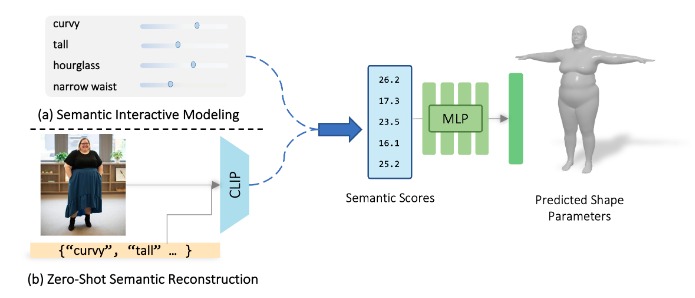 curvy
tall
hourglass
narrow waist
(a) Semantic Interactive Modeling
{“curvy”, “tall” … }
(b) Zero-Shot Semantic Reconstruction
CLIP
26.2
17.3
23.5
16.1
25.2
Semantic Scores
MLP
Predicted Shape
Parameters